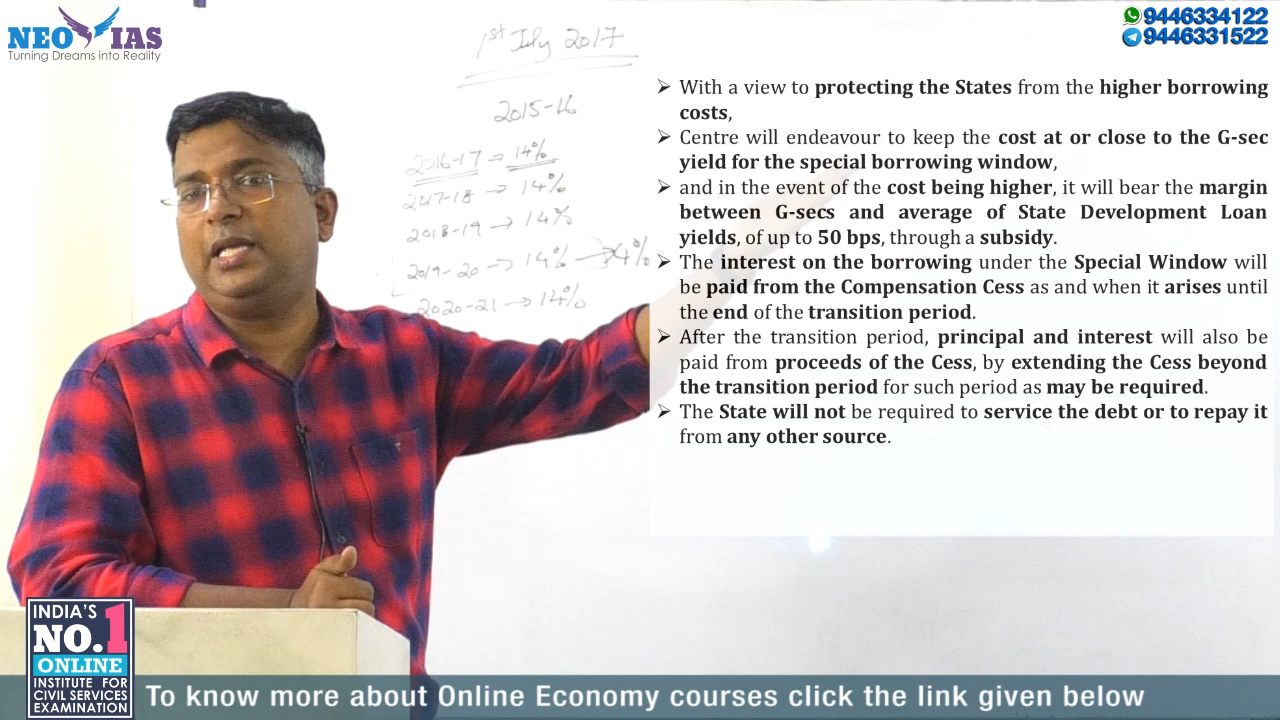 NEO IAS
Turning Dreams into Reality
9446334122
9446331522
1st July 2017
2015-16
2016-17 → 14%
2017-18 → 14%
2018-19 → 14%
2019-20 → 14% → 4%
2020-21 → 14%
➢ With a view to protecting the States from the higher borrowing
costs,
➢ Centre will endeavour to keep the cost at or close to the G-sec
yield for the special borrowing window,
➢ and in the event of the cost being higher, it will bear the margin
between G-secs and average of State Development Loan
yields, of up to 50 bps, through a subsidy.
➢ The interest on the borrowing under the Special Window will
be paid from the Compensation Cess as and when it arises until
the end of the transition period.
➢ After the transition period, principal and interest will also be
paid from proceeds of the Cess, by extending the Cess beyond
the transition period for such period as may be required.
➢ The State will not be required to service the debt or to repay it
from any other source.
INDIA'S
NO.1
ONLINE
INSTITUTE FOR
CIVIL SERVICES
EXAMINATION
To know more about Online Economy courses click the link given below